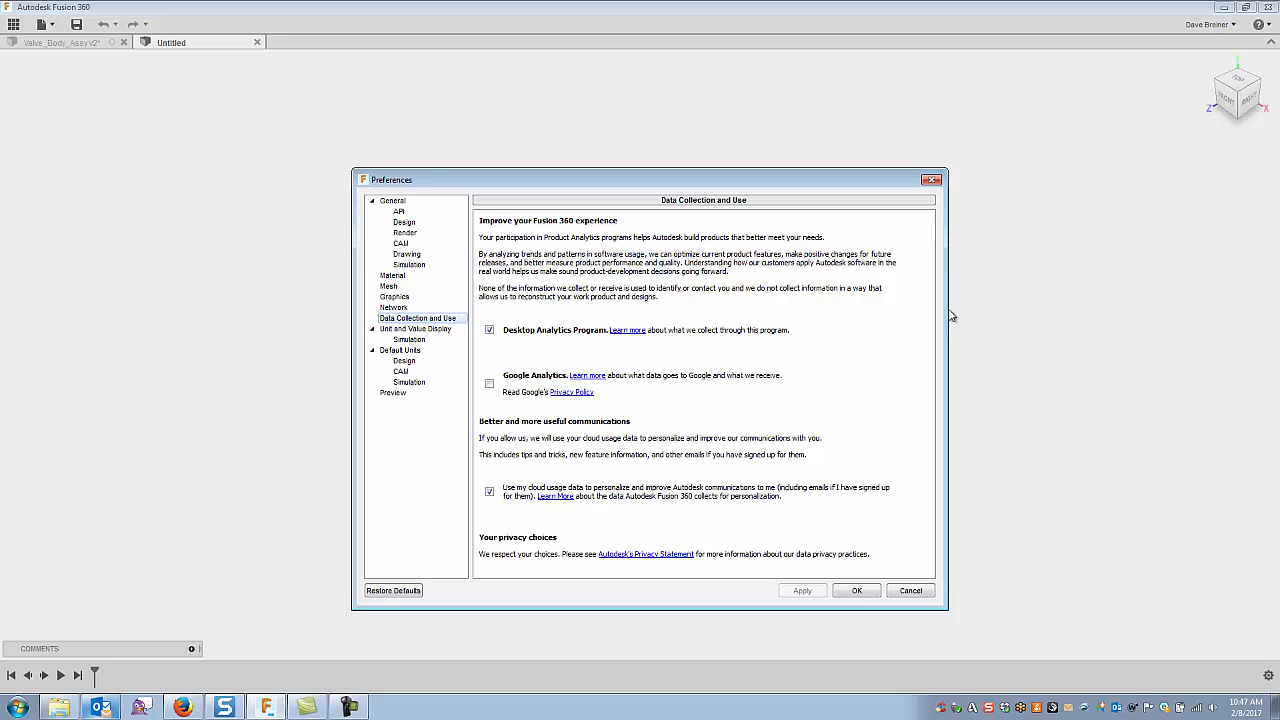 Autodesk Fusion 360
Dave Breiner
Valve_Body_Assy v2*
Untitled
TOP
FRONT
RIGHT
Y
Z
X
Preferences
General
API
Design
Render
CAM
Drawing
Simulation
Material
Mesh
Graphics
Network
Data Collection and Use
Unit and Value Display
Simulation
Default Units
Design
CAM
Simulation
Preview
Data Collection and Use
Improve your Fusion 360 experience
Your participation in Product Analytics programs helps Autodesk build products that better meet your needs.
By analyzing trends and patterns in software usage, we can optimize current product features, make positive changes for future
releases, and better measure product performance and quality. Understanding how our customers apply Autodesk software in the
real world helps us make sound product-development decisions going forward.
None of the information we collect or receive is used to identify or contact you and we do not collect information in a way that
allows us to reconstruct your work product and designs.
Desktop Analytics Program. Learn more about what we collect through this program.
Google Analytics. Learn more about what data goes to Google and what we receive.
Read Google's Privacy Policy
Better and more useful communications
If you allow us, we will use your cloud usage data to personalize and improve our communications with you.
This includes tips and tricks, new feature information, and other emails if you have signed up for them.
Use my cloud usage data to personalize and improve Autodesk communications to me (including emails if I have signed up
for them). Learn More about the data Autodesk Fusion 360 collects for personalization.
Your privacy choices
We respect your choices. Please see Autodesk's Privacy Statement for more information about our data privacy practices.
Restore Defaults
Apply
OK
Cancel
COMMENTS
10:47 AM
2/8/2017